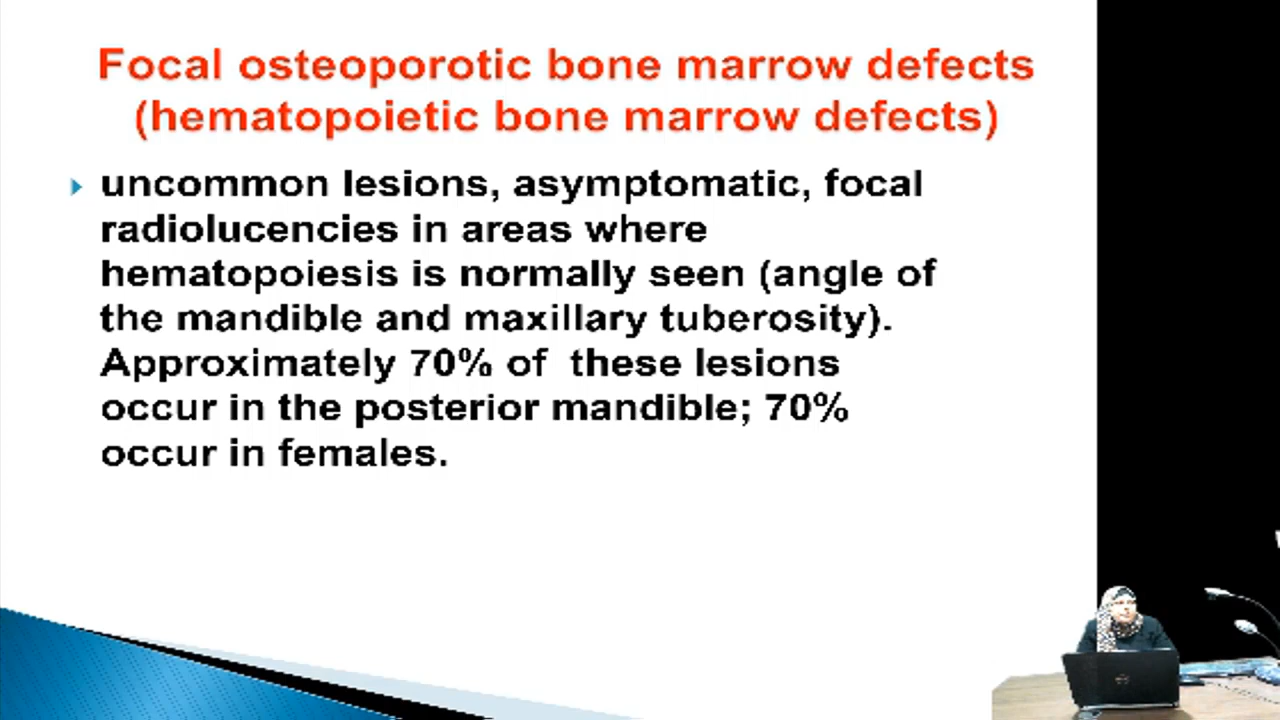 Focal osteoporotic bone marrow defects
(hematopoietic bone marrow defects)
uncommon lesions, asymptomatic, focal
radiolucencies in areas where
hematopoiesis is normally seen (angle of
the mandible and maxillary tuberosity).
Approximately 70% of these lesions
occur in the posterior mandible; 70%
occur in females.